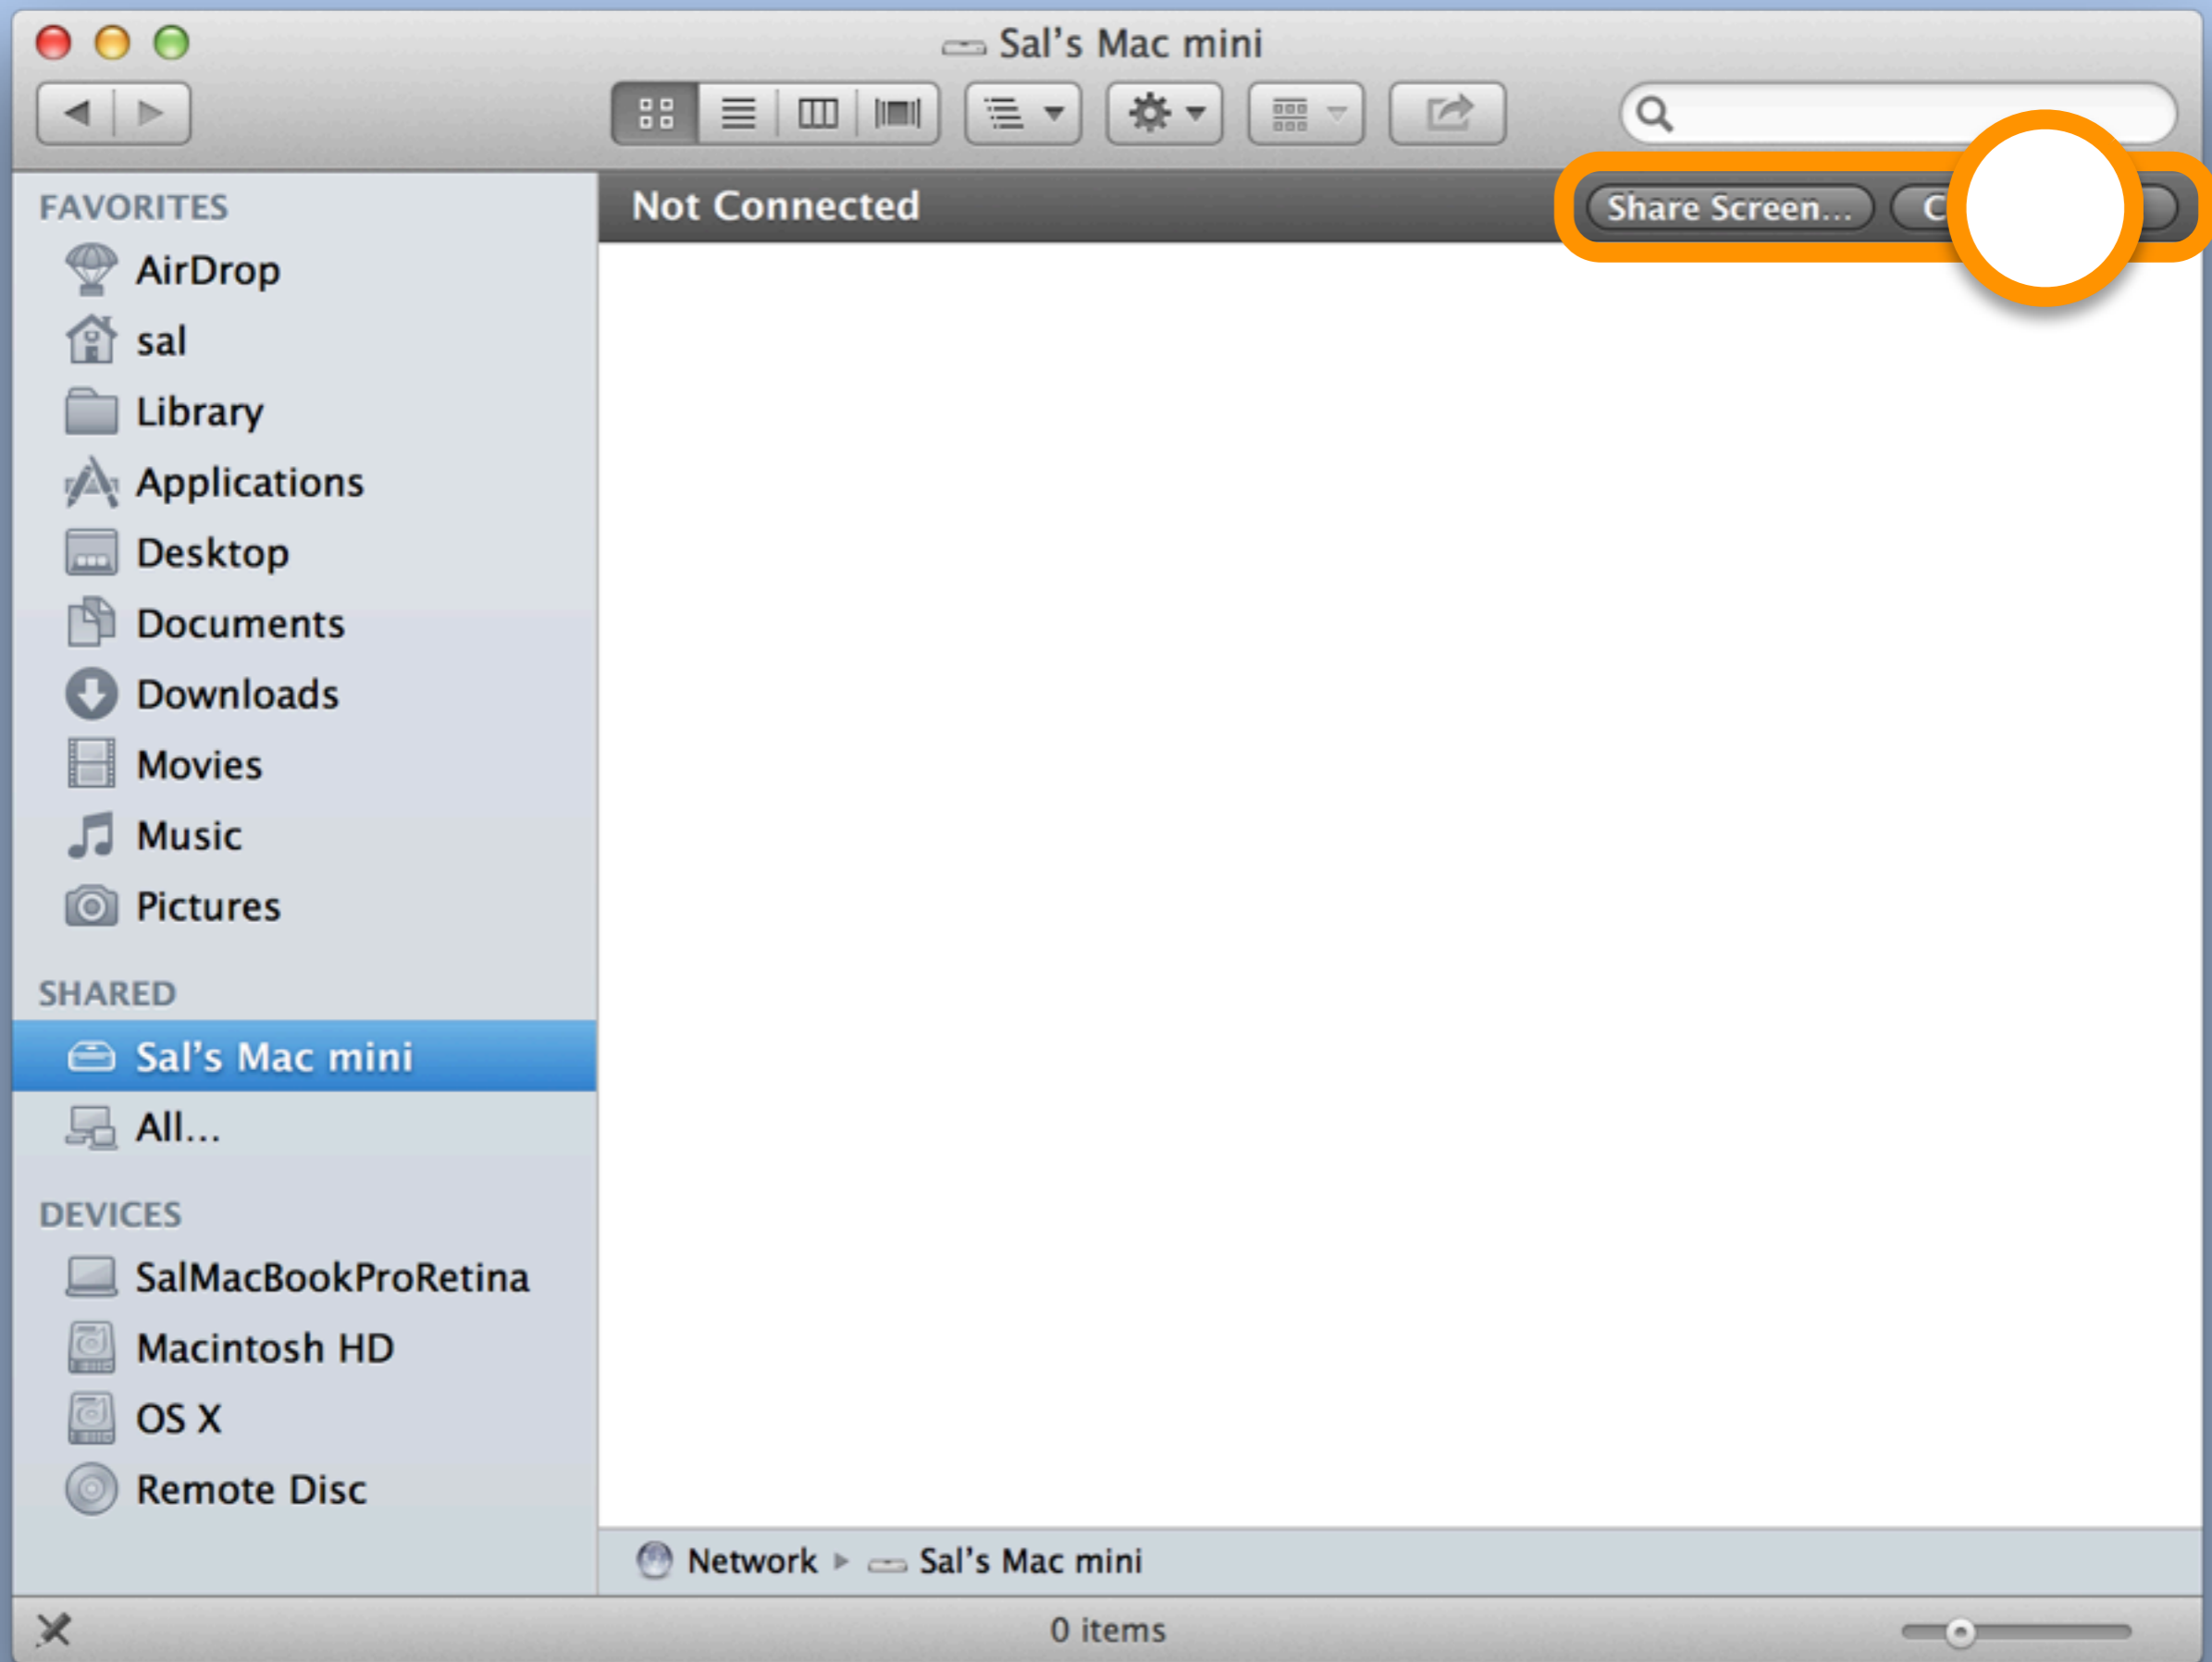 Sal's Mac mini
FAVORITES
AirDrop
sal
Library
Applications
Desktop
Documents
Downloads
Movies
Music
Pictures
SHARED
Sal's Mac mini
All...
DEVICES
SalMacBookProRetina
Macintosh HD
OS X
Remote Disc
Not Connected
Share Screen...
Network ▸ Sal's Mac mini
0 items